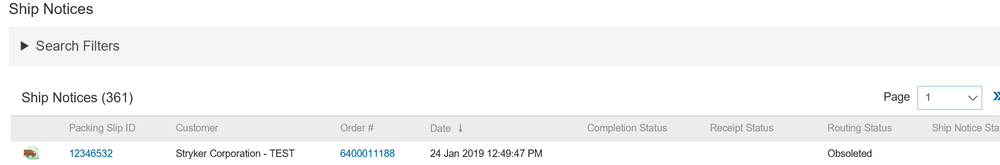 Ship Notices
Search Filters
Ship Notices (361)
Page 1 »
Packing Slip ID Customer Order # Date ↓ Completion Status Receipt Status Routing Status Ship Notice Sta
12346532 Stryker Corporation - TEST 6400011188 24 Jan 2019 12:49:47 PM Obsoleted